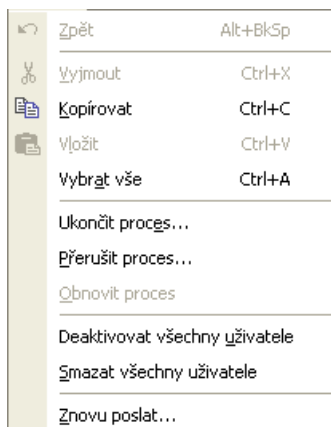 Zpět Alt+BkSp
Vyjmout Ctrl+X
Kopírovat Ctrl+C
Vložit Ctrl+V
Vybrat vše Ctrl+A
Ukončit proces...
Přerušit proces...
Obnovit proces
Deaktivovat všechny uživatele
Smazat všechny uživatele
Znovu poslat...